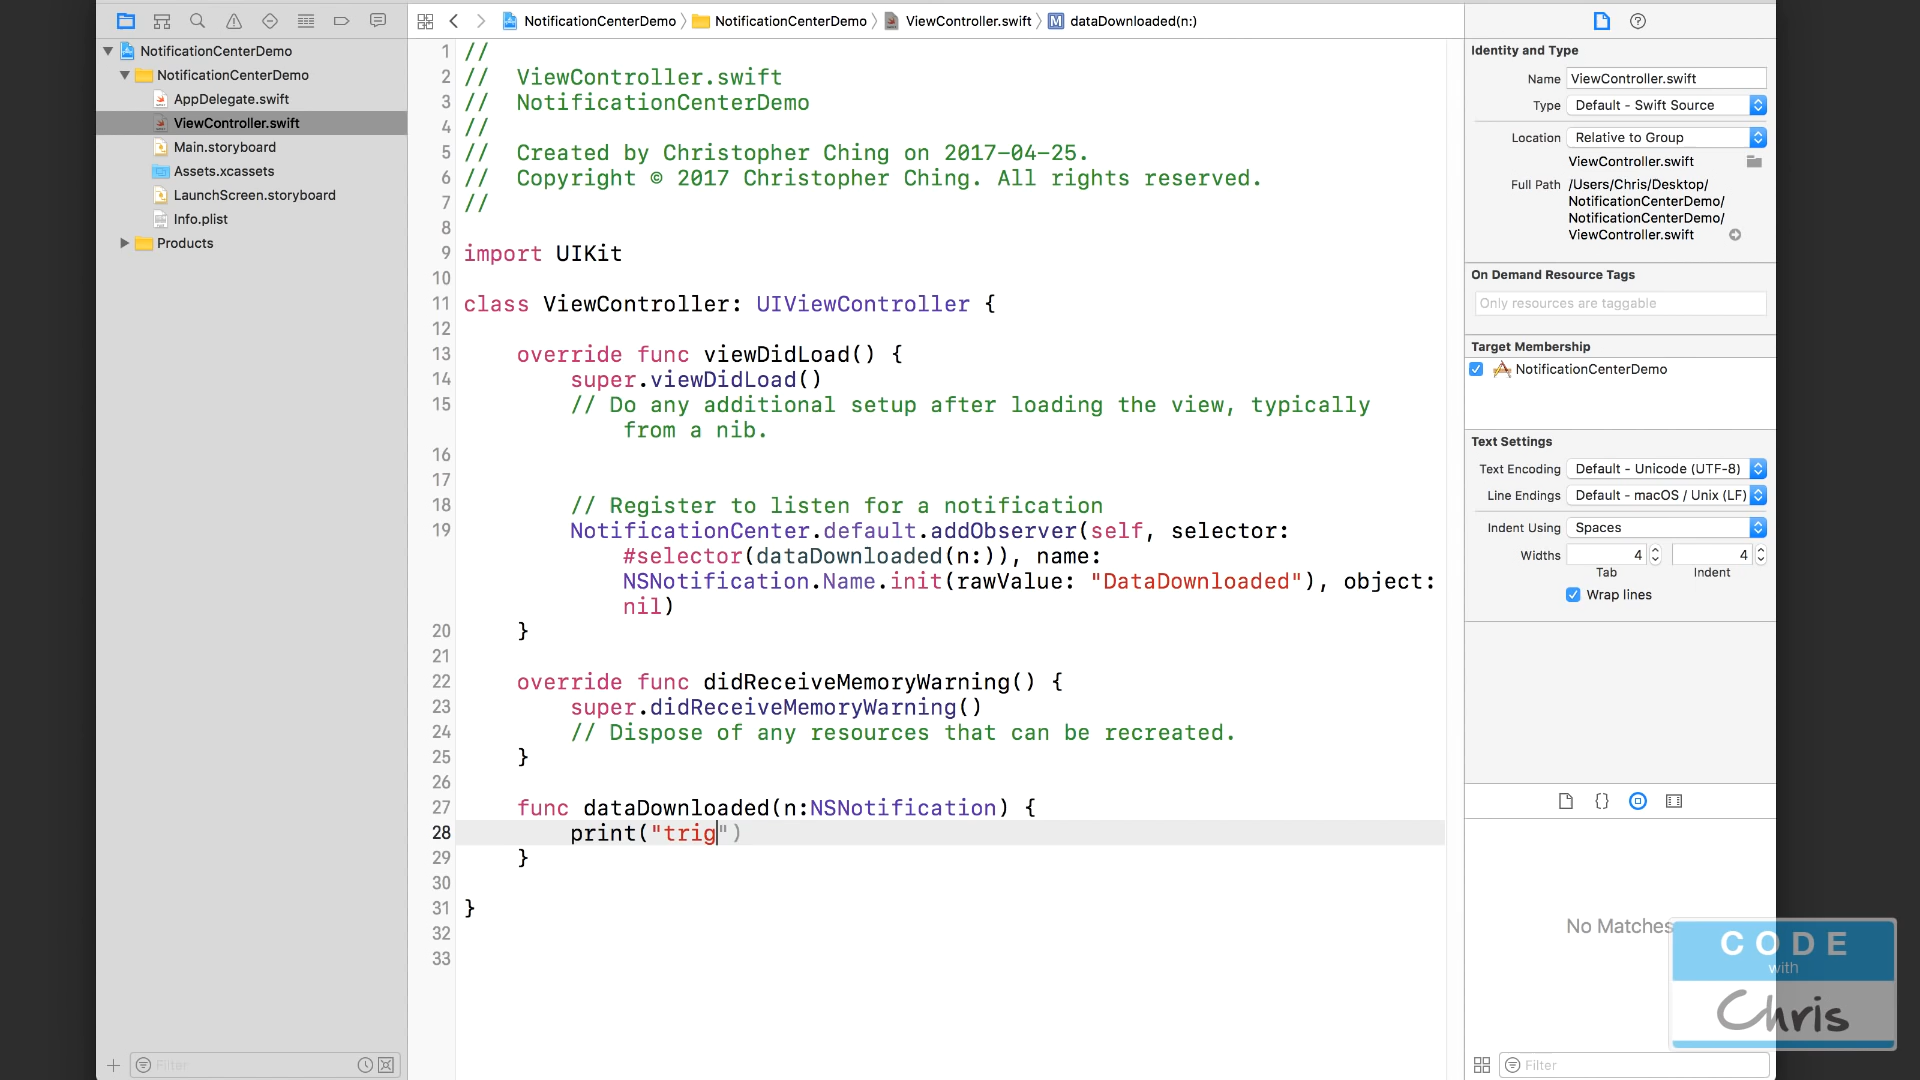 NotificationCenterDemo
NotificationCenterDemo
AppDelegate.swift
ViewController.swift
Main.storyboard
Assets.xcassets
LaunchScreen.storyboard
Info.plist
Products
Filter
NotificationCenterDemo NotificationCenterDemo ViewController.swift M dataDownloaded(n:)
1 //
2 //  ViewController.swift
3 //  NotificationCenterDemo
4 //
5 //  Created by Christopher Ching on 2017-04-25.
6 //  Copyright © 2017 Christopher Ching. All rights reserved.
7 //
8
9 import UIKit
10
11 class ViewController: UIViewController {
12
13     override func viewDidLoad() {
14         super.viewDidLoad()
15         // Do any additional setup after loading the view, typically
from a nib.
16
17
18         // Register to listen for a notification
19         NotificationCenter.default.addObserver(self, selector:
#selector(dataDownloaded(n:)), name:
NSNotification.Name.init(rawValue: "DataDownloaded"), object:
nil)
20     }
21
22     override func didReceiveMemoryWarning() {
23         super.didReceiveMemoryWarning()
24         // Dispose of any resources that can be recreated.
25     }
26
27     func dataDownloaded(n:NSNotification) {
28         print("trig")
29     }
30
31 }
32
33
Identity and Type
Name ViewController.swift
Type Default - Swift Source
Location Relative to Group
ViewController.swift
Full Path /Users/Chris/Desktop/
NotificationCenterDemo/
NotificationCenterDemo/
ViewController.swift
On Demand Resource Tags
Only resources are taggable
Target Membership
NotificationCenterDemo
Text Settings
Text Encoding Default - Unicode (UTF-8)
Line Endings Default - macOS / Unix (LF)
Indent Using Spaces
Widths 4 4
Tab Indent
Wrap lines
{}
No Matches
CODE
with
Chris
Filter